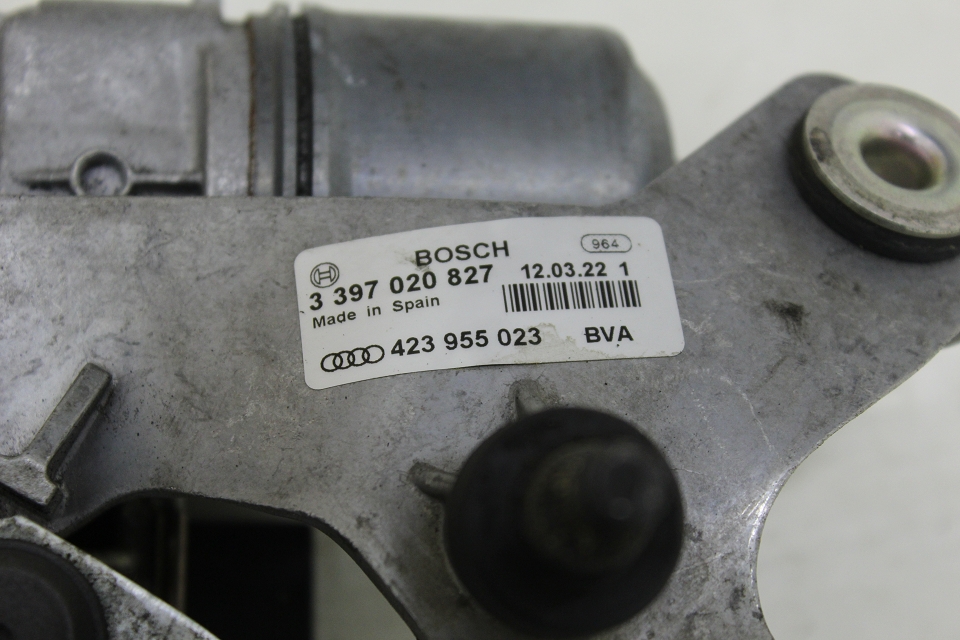 BOSCH 964
3 397 020 827 12.03.22 1
Made in Spain
423 955 023 BVA